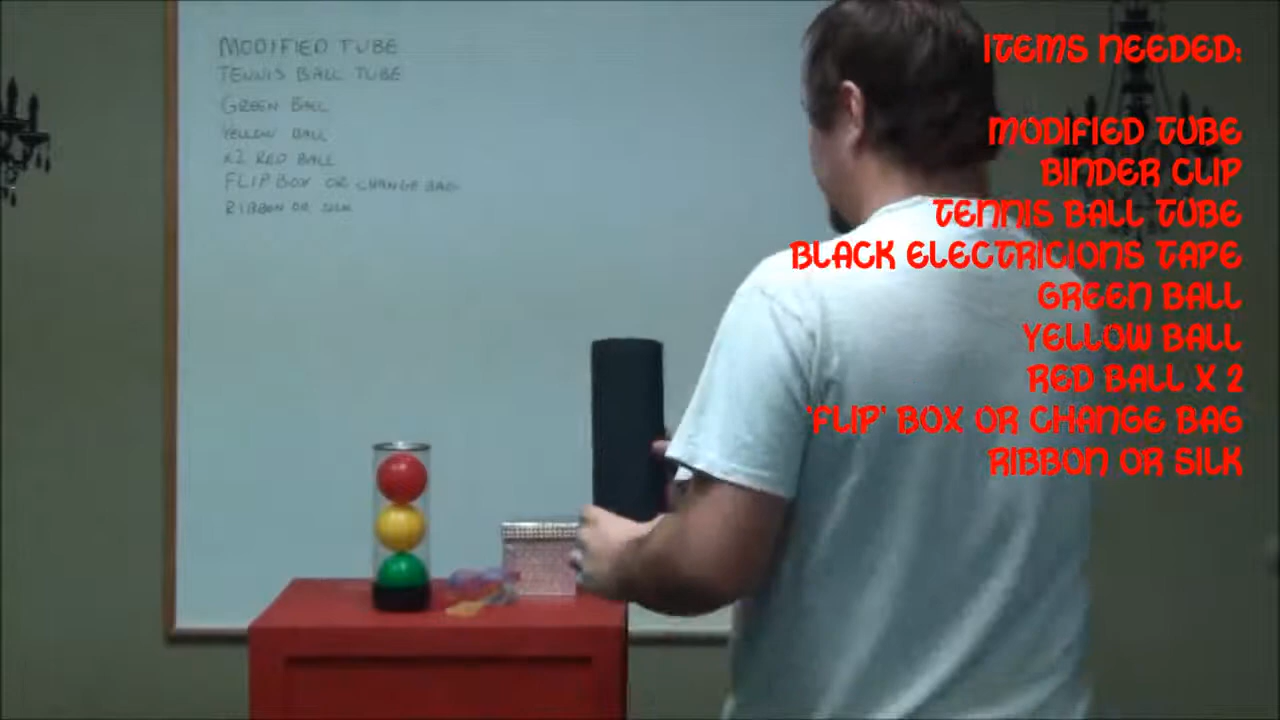 MODIFIED TUBE
TENNIS BALL TUBE
GREEN BALL
YELLOW BALL
X2 RED BALL
FLIP BOX OR CHANGE BAG
RIBBON OR SILK
ITEMS NEEDED:
MODIFIED TUBE
BINDER CLIP
TENNIS BALL TUBE
BLACK ELECTRICIONS TAPE
GREEN BALL
YELLOW BALL
RED BALL X 2
'FLIP' BOX OR CHANGE BAG
RIBBON OR SILK